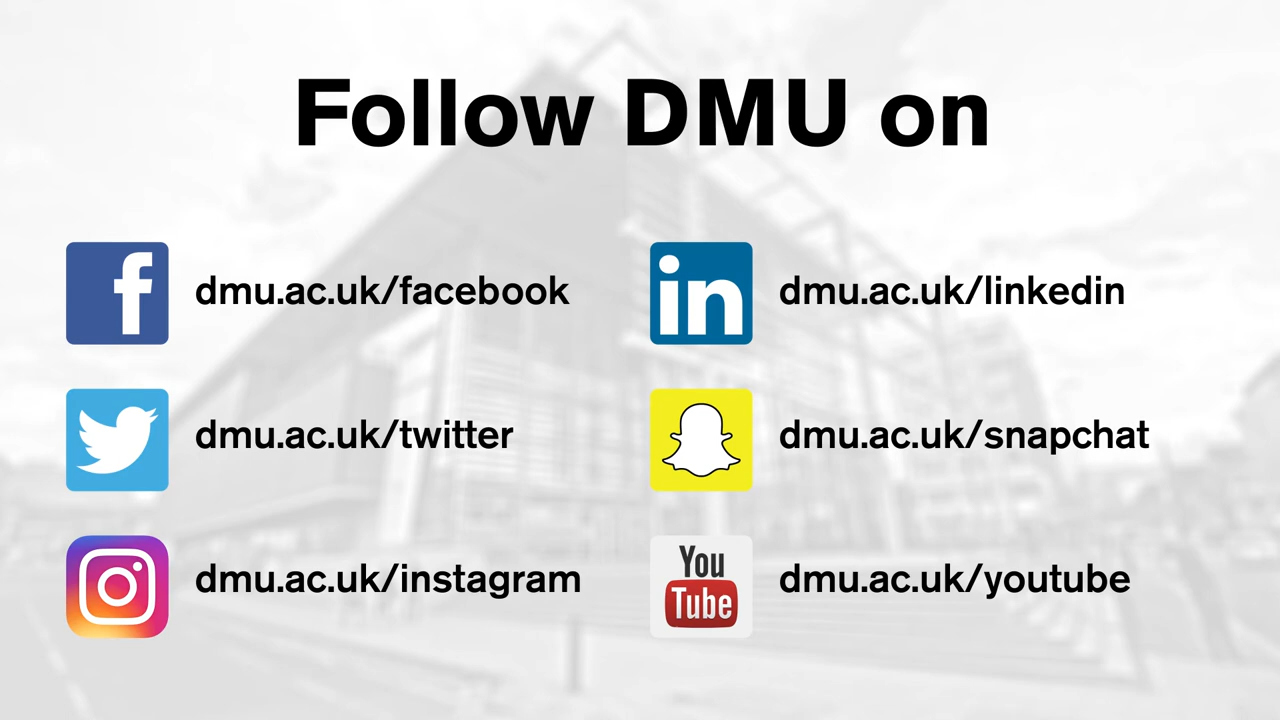 Follow DMU on
dmu.ac.uk/facebook
dmu.ac.uk/twitter
dmu.ac.uk/instagram
in
dmu.ac.uk/linkedin
dmu.ac.uk/snapchat
You
Tube
dmu.ac.uk/youtube